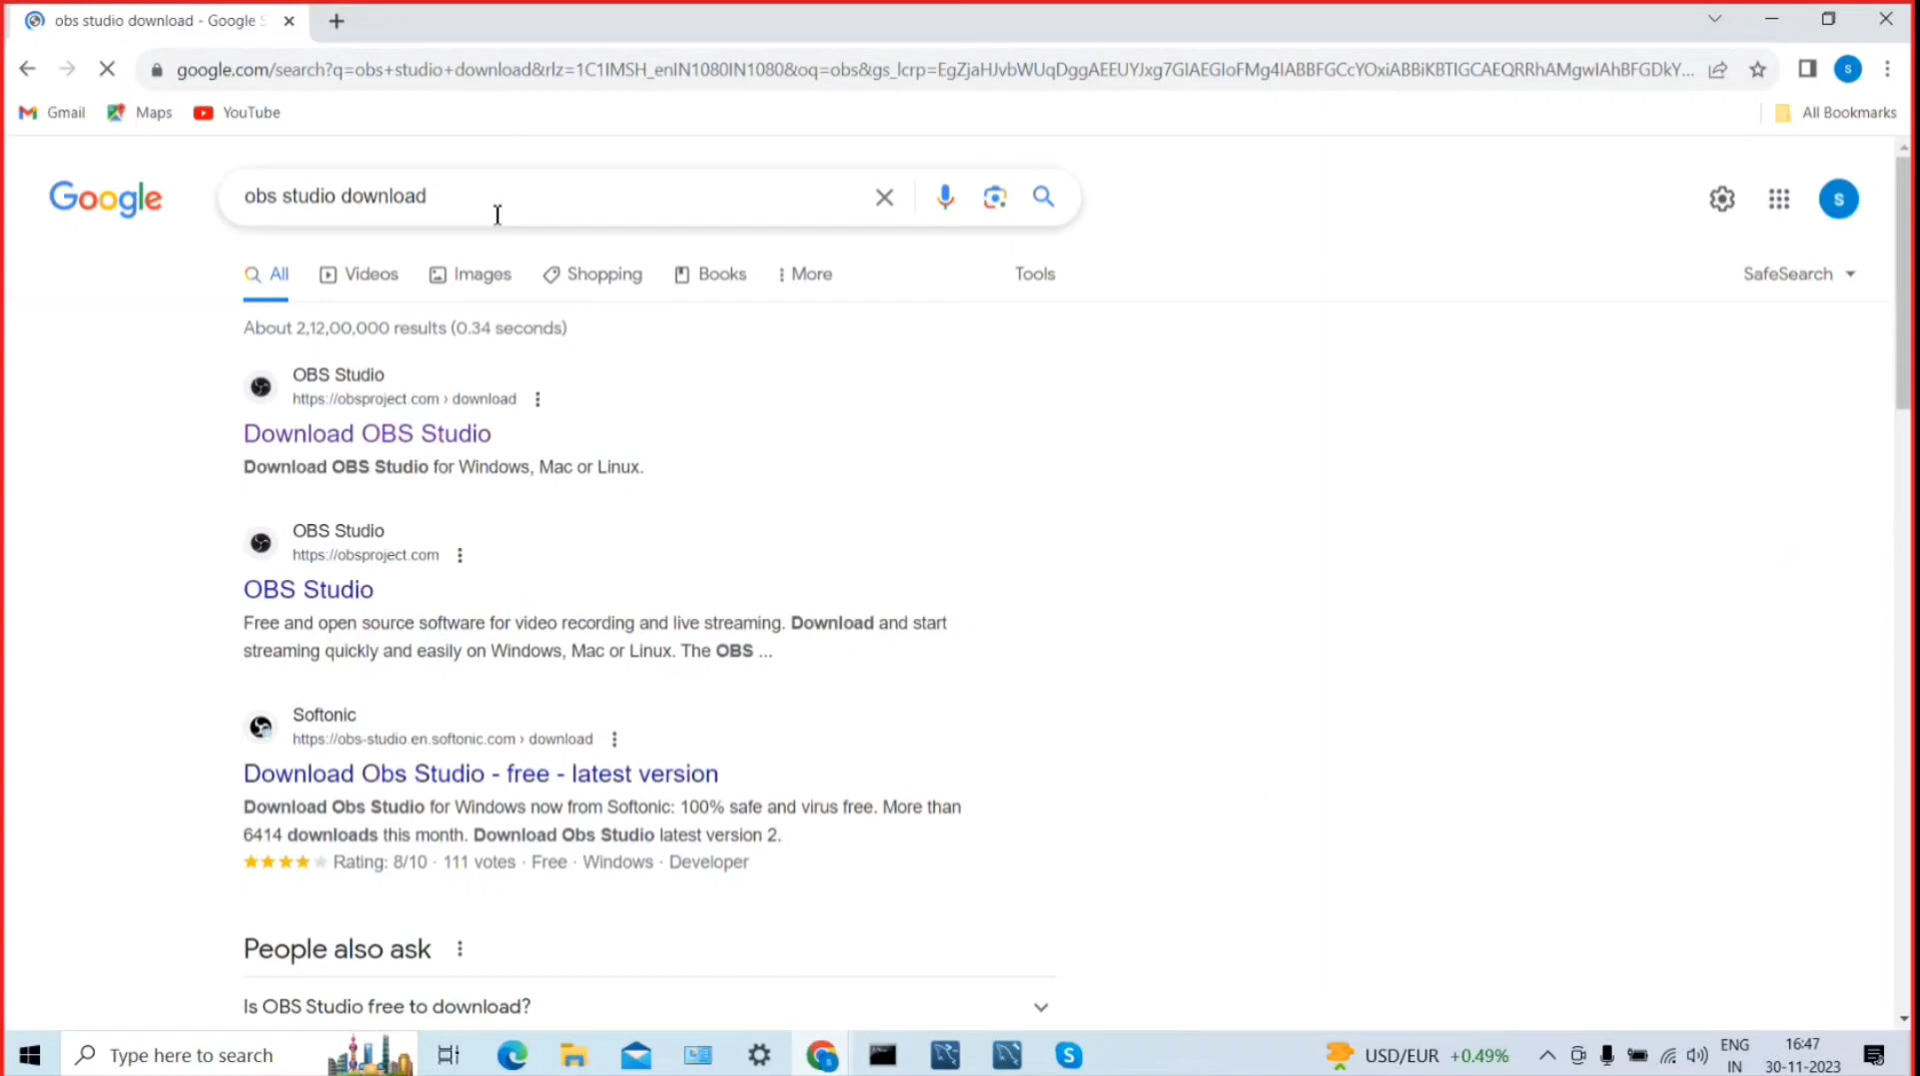 obs studio download - Google S
google.com/search?q=obs+studio+download&rlz=1C1IMSH_enIN1080IN1080&oq=obs&gs_lcrp=EgZjaHJvbWUqDggAEEUYJxg7GIAEGIoFMg4IABBFGCcYOxiABBiKBTIGCAEQRRhAMgwIAhBFGDkY...
S
Gmail Maps YouTube
All Bookmarks
Google
obs studio download
S
All Videos Images Shopping Books More Tools SafeSearch
About 2,12,00,000 results (0.34 seconds)
OBS Studio
https://obsproject.com › download
Download OBS Studio
Download OBS Studio for Windows, Mac or Linux.
OBS Studio
https://obsproject.com
OBS Studio
Free and open source software for video recording and live streaming. Download and start
streaming quickly and easily on Windows, Mac or Linux. The OBS ...
Softonic
https://obs-studio.en.softonic.com › download
Download Obs Studio - free - latest version
Download Obs Studio for Windows now from Softonic: 100% safe and virus free. More than
6414 downloads this month. Download Obs Studio latest version 2.
Rating: 8/10 · 111 votes · Free · Windows · Developer
People also ask
Is OBS Studio free to download?
Type here to search
USD/EUR +0.49%
ENG
IN
16:47
30-11-2023